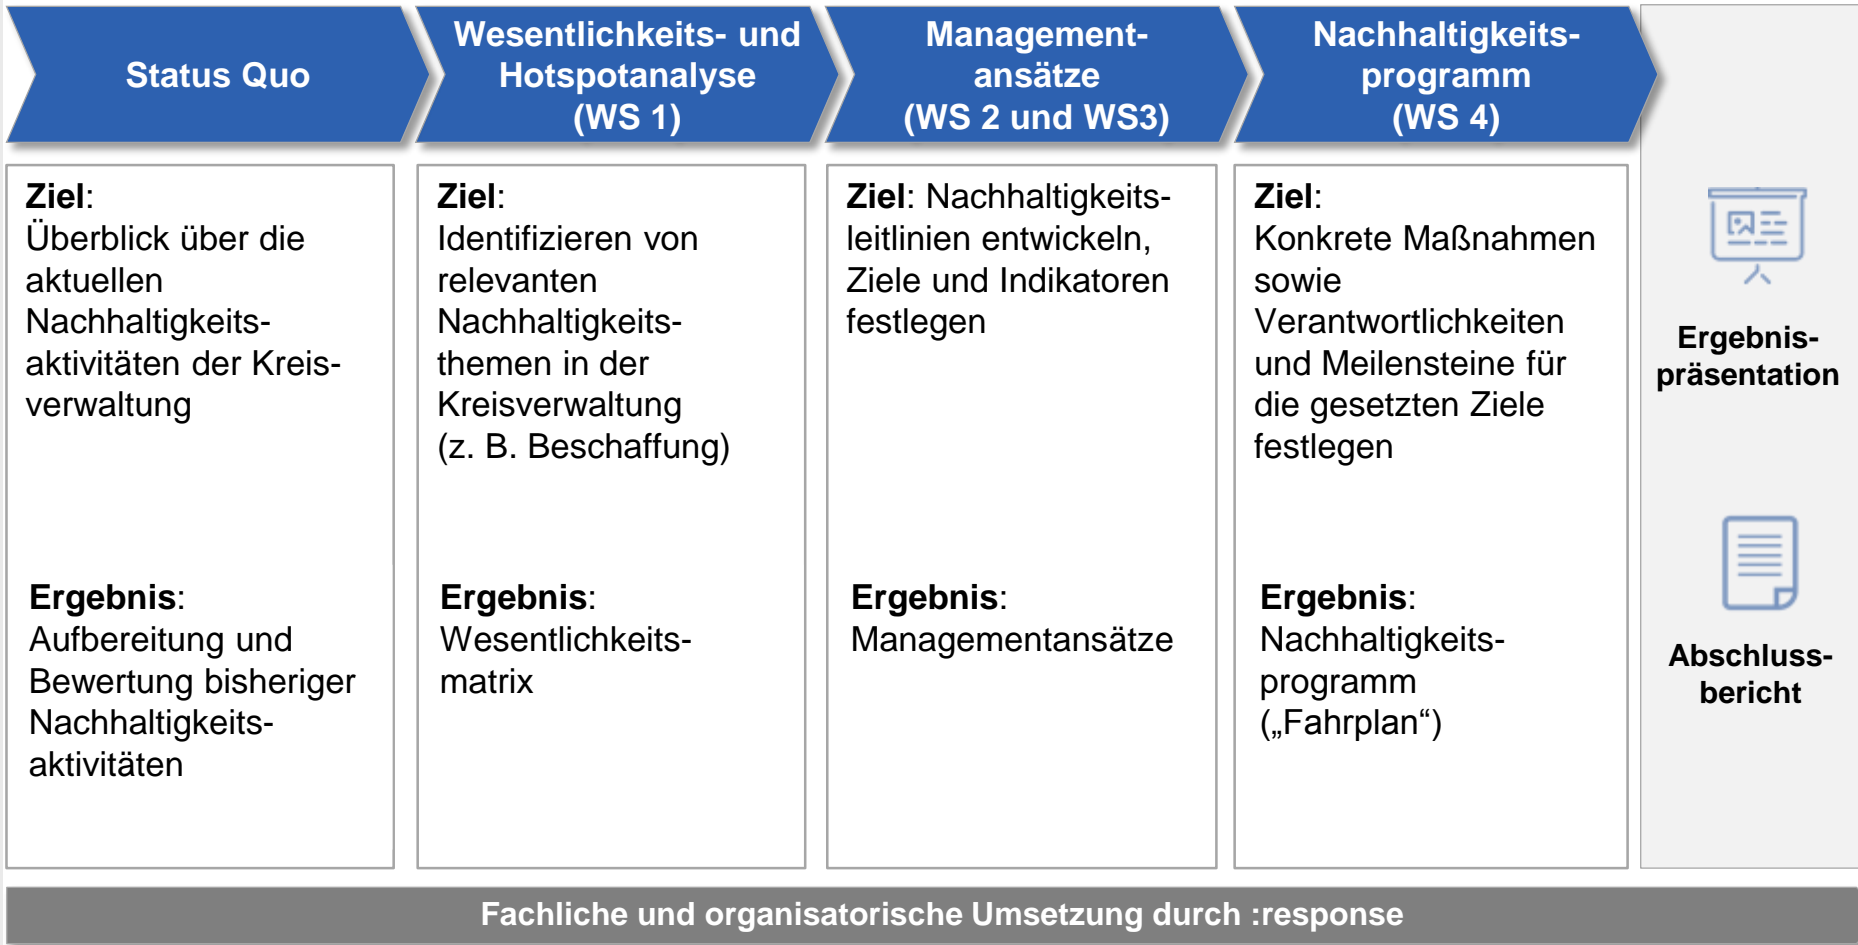 Status Quo
Wesentlichkeits- und
Hotspotanalyse
(WS 1)
Management-
ansätze
(WS 2 und WS3)
Nachhaltigkeits-
programm
(WS 4)
Ziel:
Überblick über die
aktuellen
Nachhaltigkeits-
aktivitäten der Kreis-
verwaltung
Ergebnis:
Aufbereitung und
Bewertung bisheriger
Nachhaltigkeits-
aktivitäten
Ziel:
Identifizieren von
relevanten
Nachhaltigkeits-
themen in der
Kreisverwaltung
(z. B. Beschaffung)
Ergebnis:
Wesentlichkeits-
matrix
Ziel: Nachhaltigkeits-
leitlinien entwickeln,
Ziele und Indikatoren
festlegen
Ergebnis:
Managementansätze
Ziel:
Konkrete Maßnahmen
sowie
Verantwortlichkeiten
und Meilensteine für
die gesetzten Ziele
festlegen
Ergebnis:
Nachhaltigkeits-
programm
(„Fahrplan“)
Ergebnis-
präsentation
Abschluss-
bericht
Fachliche und organisatorische Umsetzung durch :response